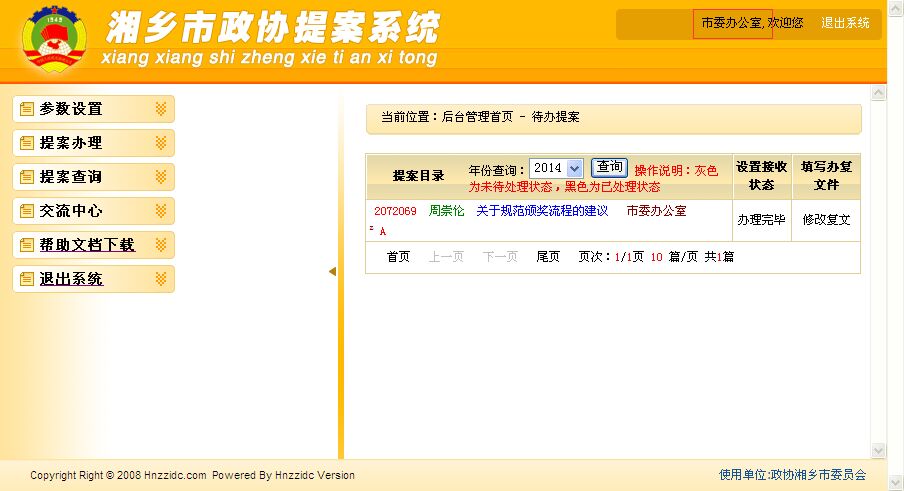 1949
湘乡市政协提案系统
xiang xiang shi zheng xie ti an xi tong
市委办公室,欢迎您 退出系统
参数设置
提案办理
提案查询
交流中心
帮助文档下载
退出系统
当前位置：后台管理首页 - 待办提案
提案目录 年份查询： 2014 查询 操作说明：灰色
为未待处理状态，黑色为已处理状态
设置接收
状态
填写办复
文件
2072069 周崇伦 关于规范颁奖流程的建议 市委办公室
z A
办理完毕 修改复文
首页 上一页 下一页 尾页 页次：1/1页 10 篇/页 共1篇
Copyright Right © 2008 Hnzzidc.com Powered By Hnzzidc Version
使用单位:政协湘乡市委员会